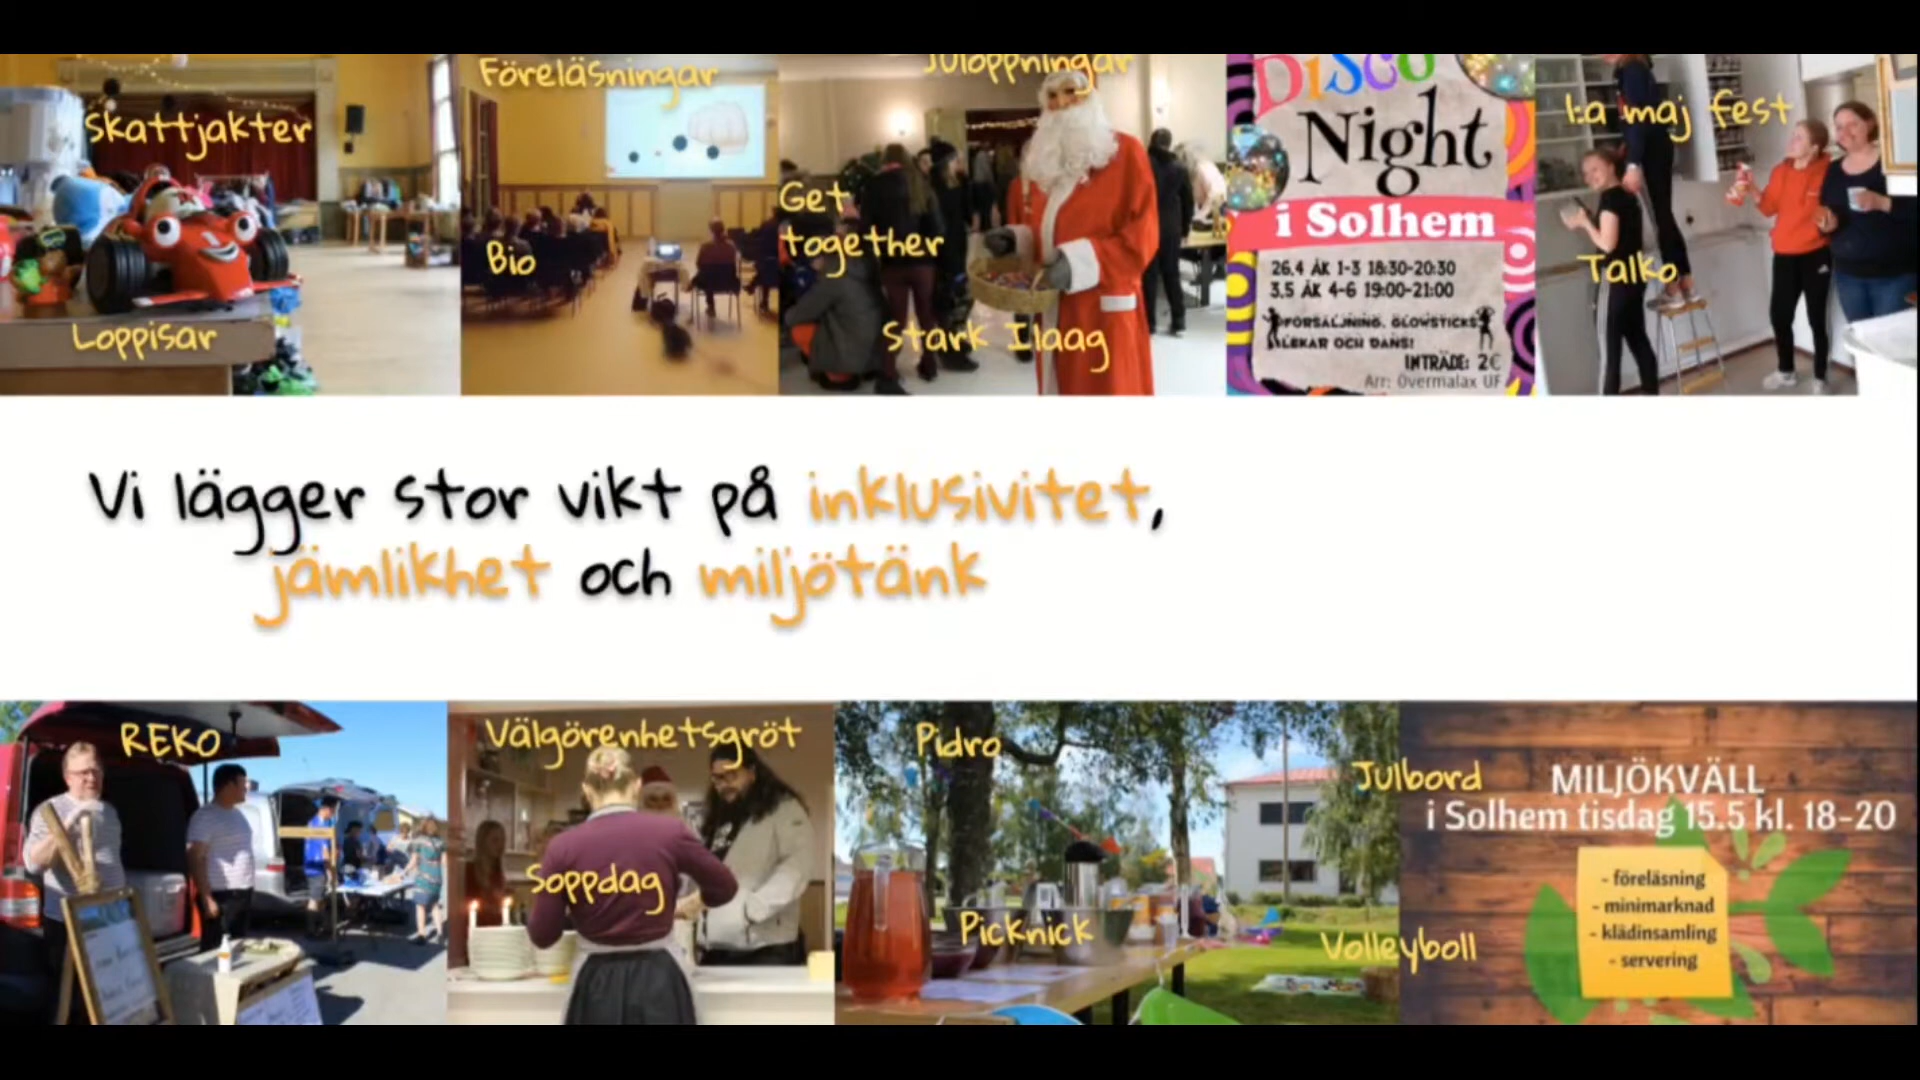 Skattjakter
Loppisar
Föreläsningar
Bio
Julöppningar
Get
together
Stark Ilaag
Disco
Night
i Solhem
26.4 ÅK 1-3 18:30-20:30
3.5 ÅK 4-6 19:00-21:00
FÖRSÄLJNING, GLOWSTICKS
LEKAR OCH DANS!
INTRÄDE: 2€
Arr: Övermalax UF
1:a maj fest
Talko
Vi lägger stor vikt på inklusivitet,
jämlikhet och miljötänk
REKO
Välgörenhetsgröt
Soppdag
Pidro
Picknick
Julbord
Volleyboll
MILJÖKVÄLL
i Solhem tisdag 15.5 kl. 18-20
- föreläsning
- minimarknad
- klädinsamling
- servering